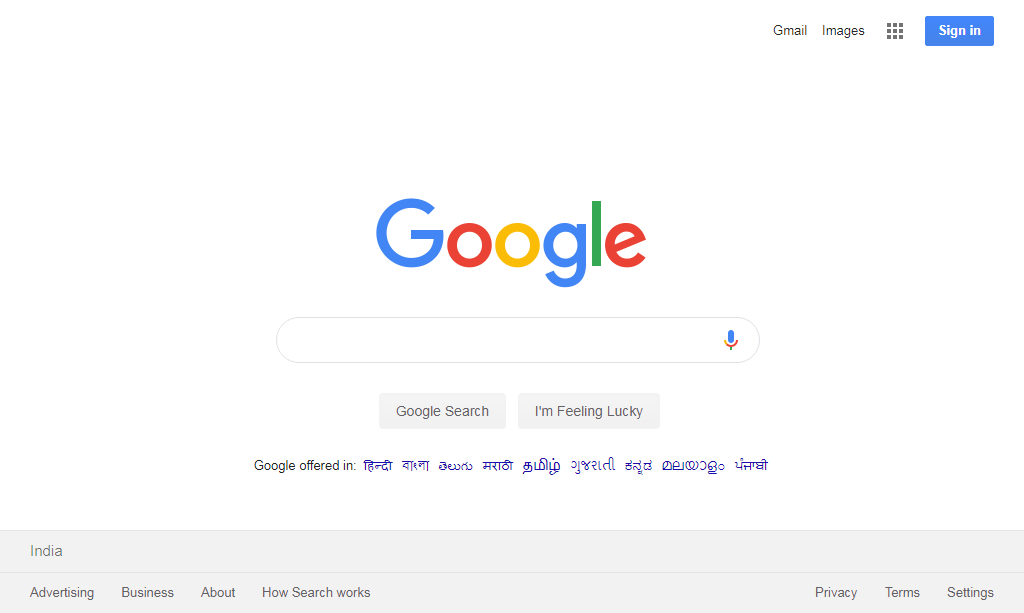 Gmail Images Sign in
Google
Google Search I'm Feeling Lucky
Google offered in: हिन्दी বাংলা తెలుగు मराठी தமிழ் ગુજરાતી ಕನ್ನಡ മലയാളം ਪੰਜਾਬੀ
India
Advertising Business About How Search works Privacy Terms Settings